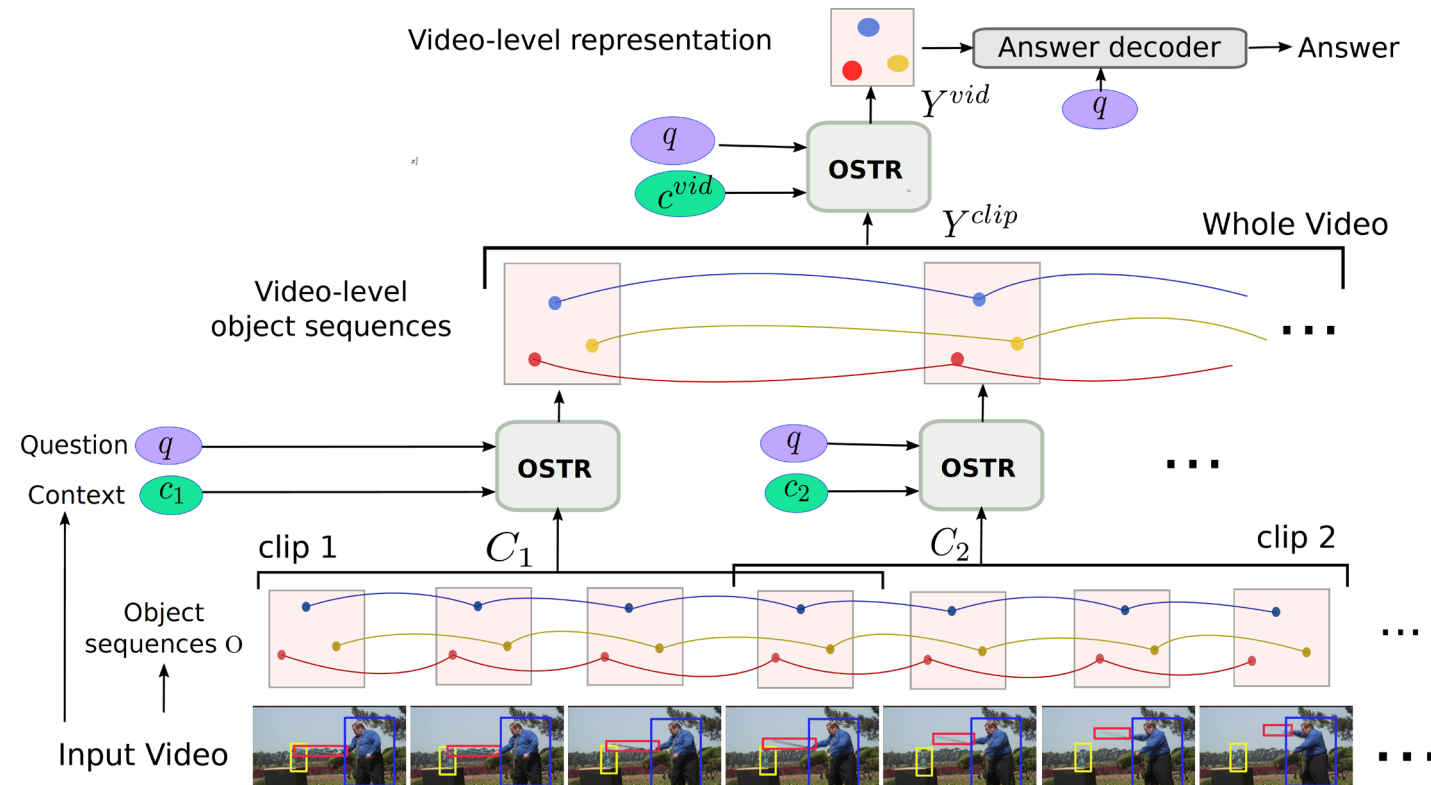 Video-level representation
Answer decoder
Answer
Y^{vid}
q
q
OSTR
c^{vid}
Y^{clip}
Whole Video
Video-level
object sequences
...
Question
q
OSTR
q
OSTR
...
Context
c_1
c_2
clip 1
C_1
C_2
clip 2
Object
sequences O
...
Input Video
...